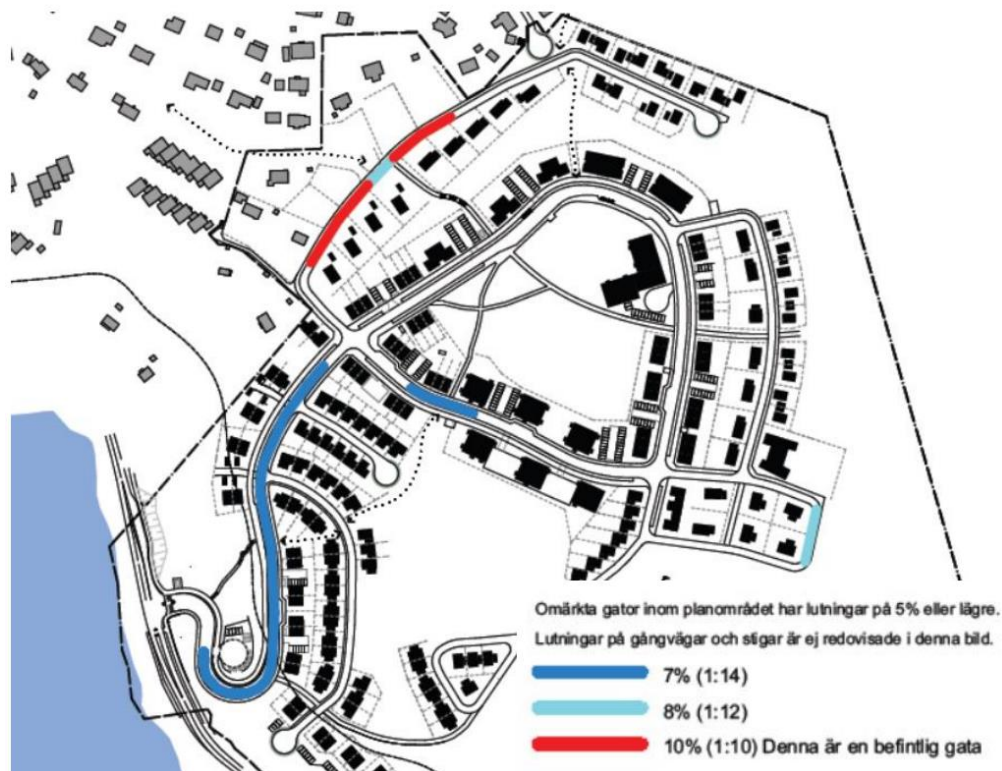 Omärkta gator inom planområdet har lutningar på 5% eller lägre.
Lutningar på gångvägar och stigar är ej redovisade i denna bild.
7% (1:14)
8% (1:12)
10% (1:10) Denna är en befintlig gata